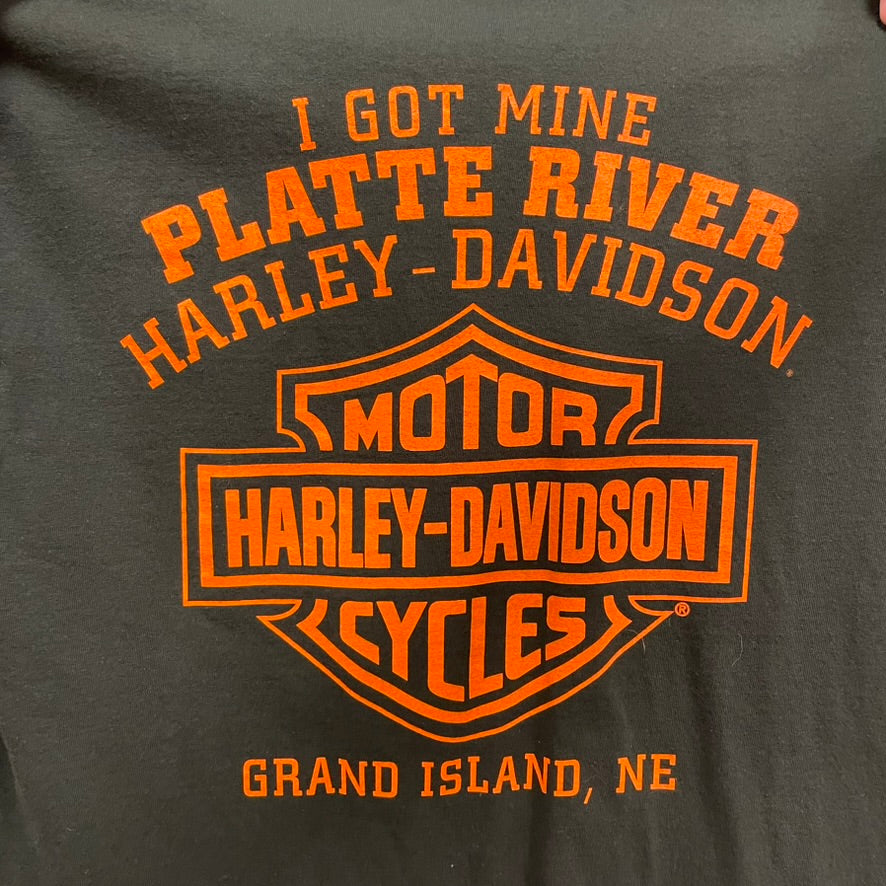 I GOT MINE
PLATTE RIVER
HARLEY-DAVIDSON
MOTOR
HARLEY-DAVIDSON
CYCLES ®
GRAND ISLAND, NE